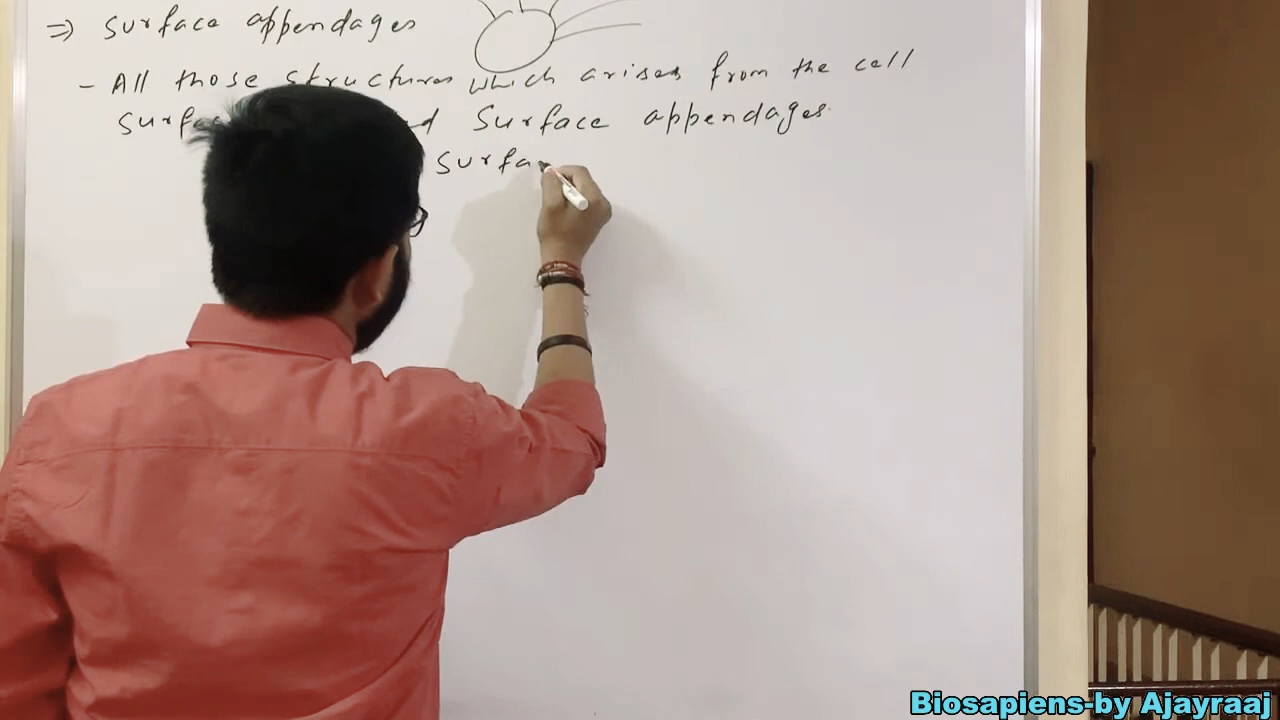 ⇒ Surface appendages
- All those structures which arises from the cell
Surface appendages.
Surfa
Biosapiens-by Ajayraaj